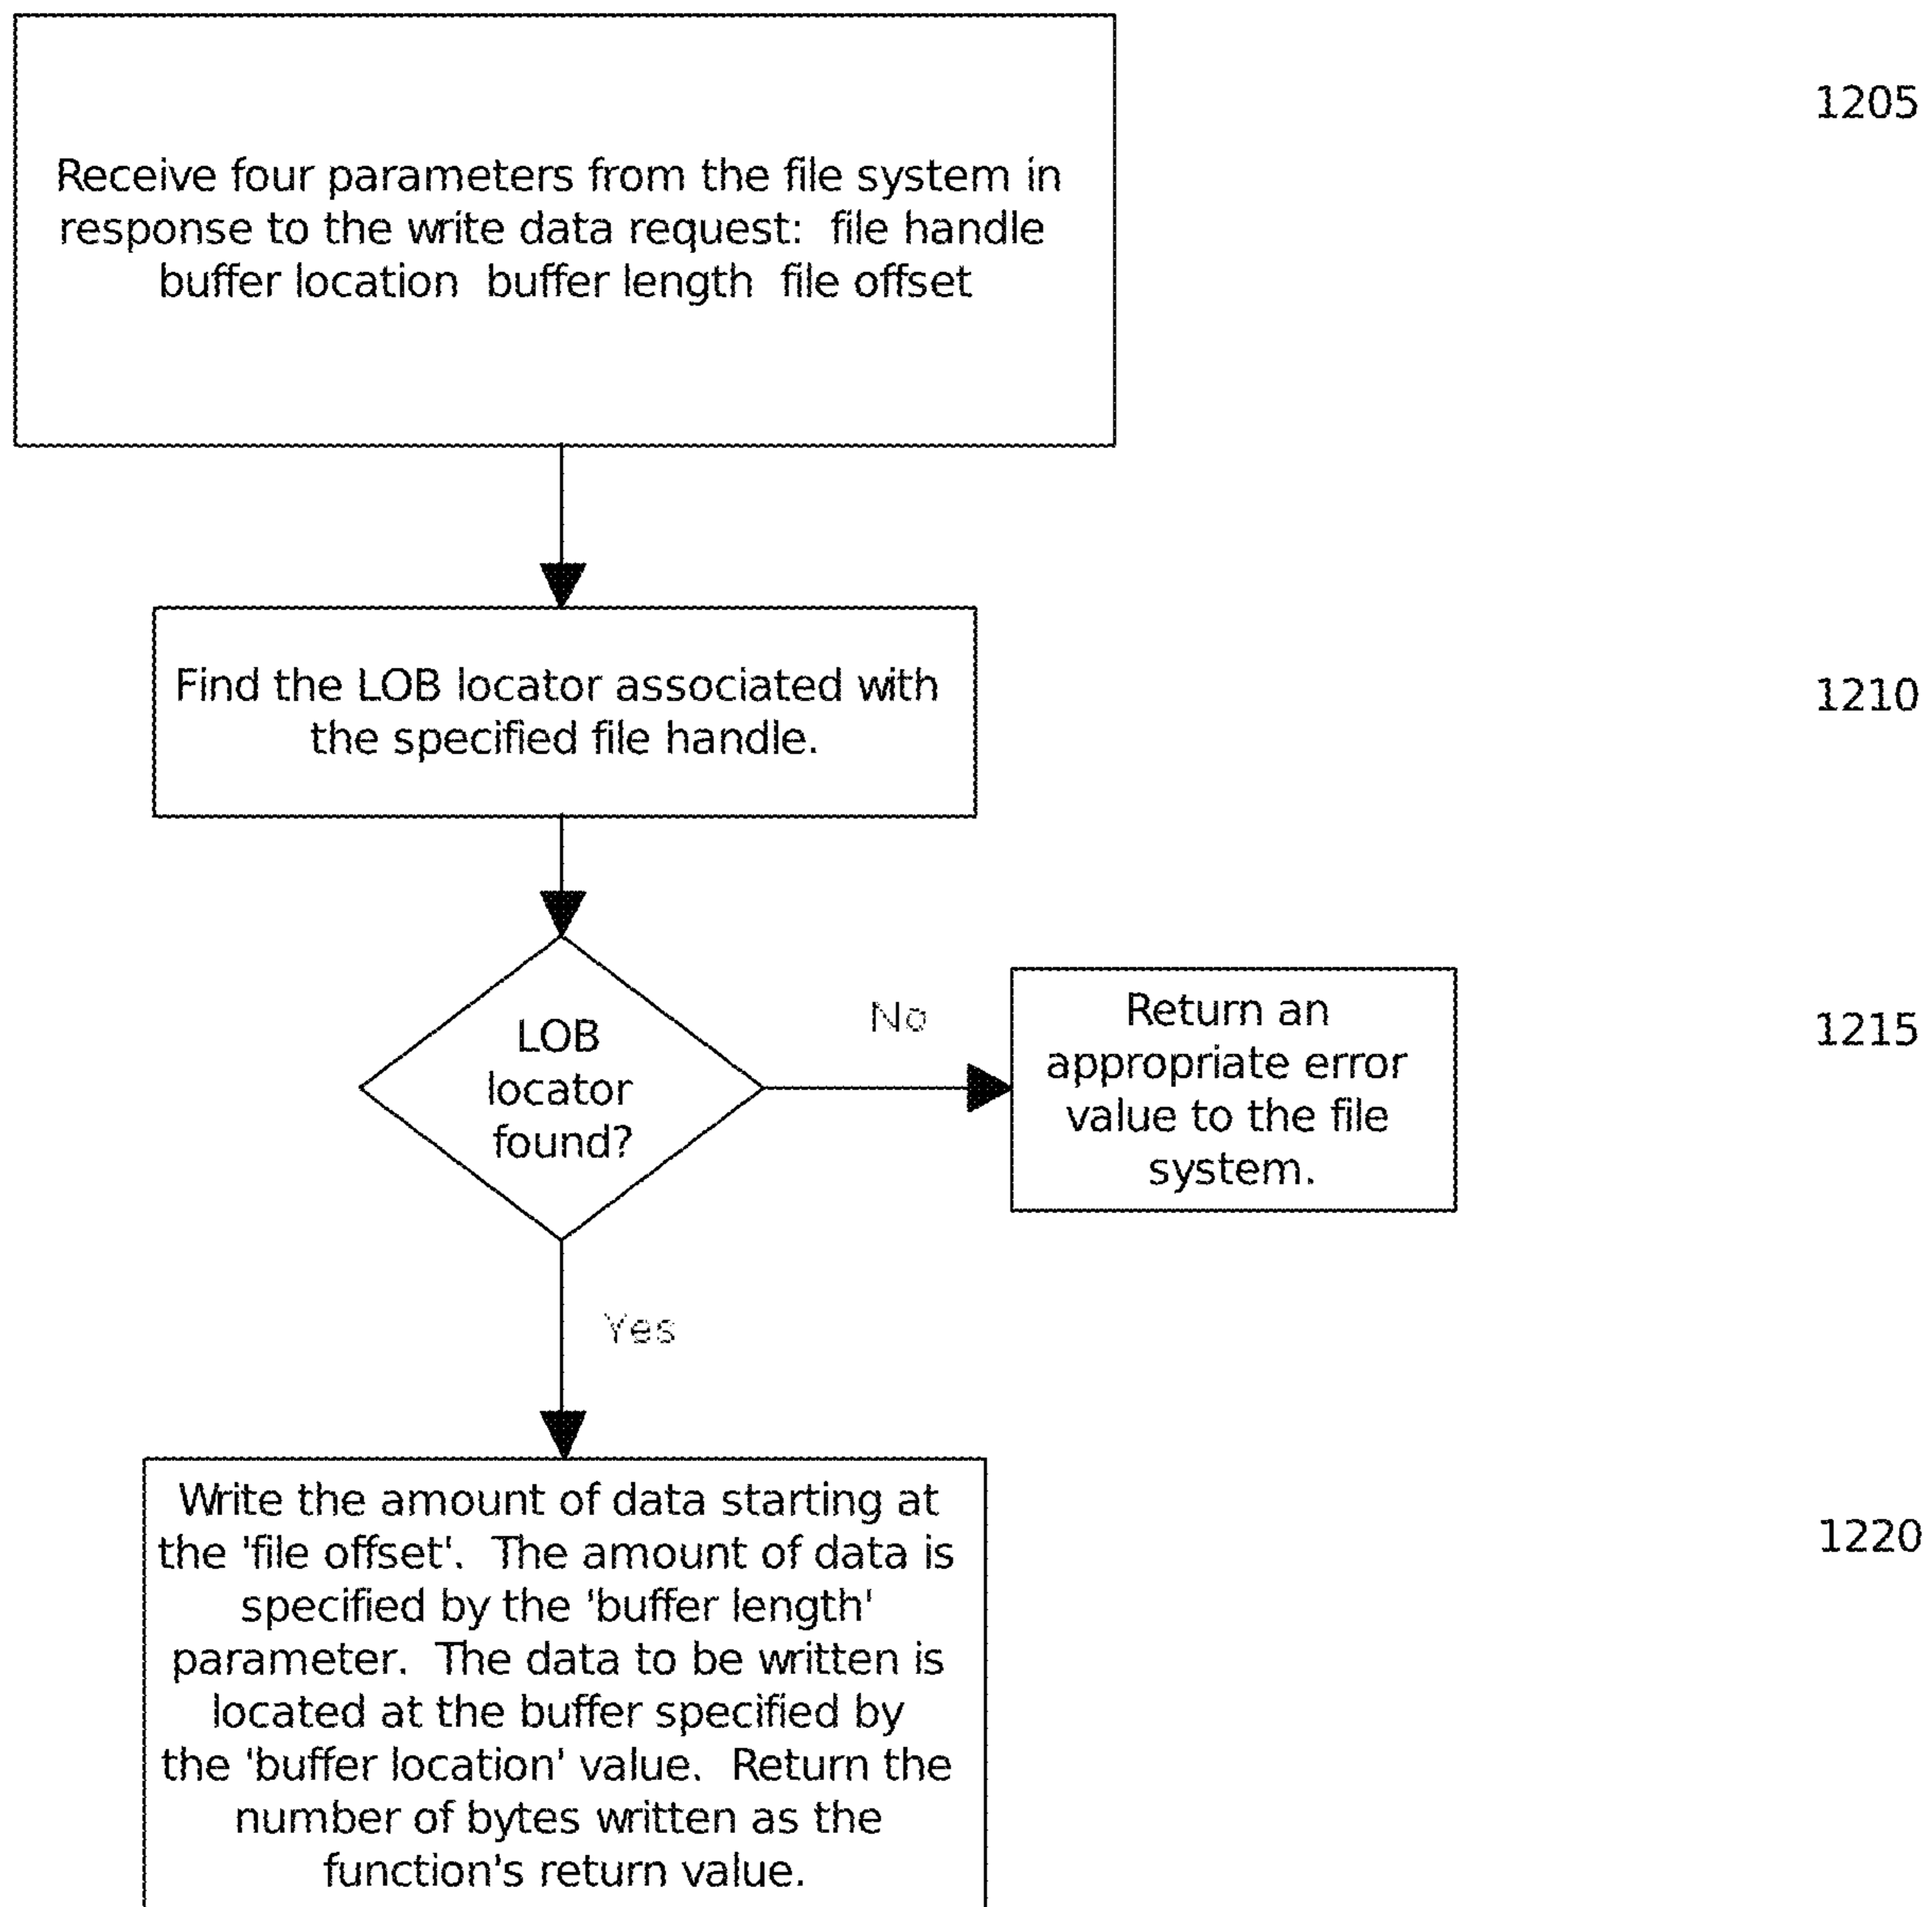 1205
Receive four parameters from the file system in
response to the write data request:  file handle
buffer location  buffer length  file offset
Find the LOB locator associated with
the specified file handle.
1210
LOB
locator
found?
No
Return an
appropriate error
value to the file
system.
1215
Yes
Write the amount of data starting at
the 'file offset'.  The amount of data is
specified by the 'buffer length'
parameter.  The data to be written is
located at the buffer specified by
the 'buffer location' value.  Return the
number of bytes written as the
function's return value.
1220